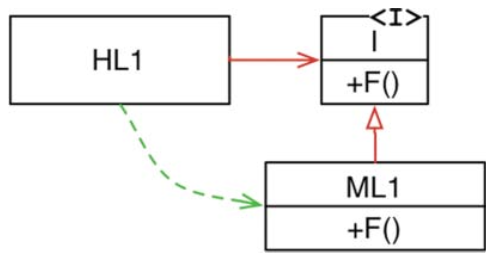 <I>
HL1
I
+F()
ML1
+F()